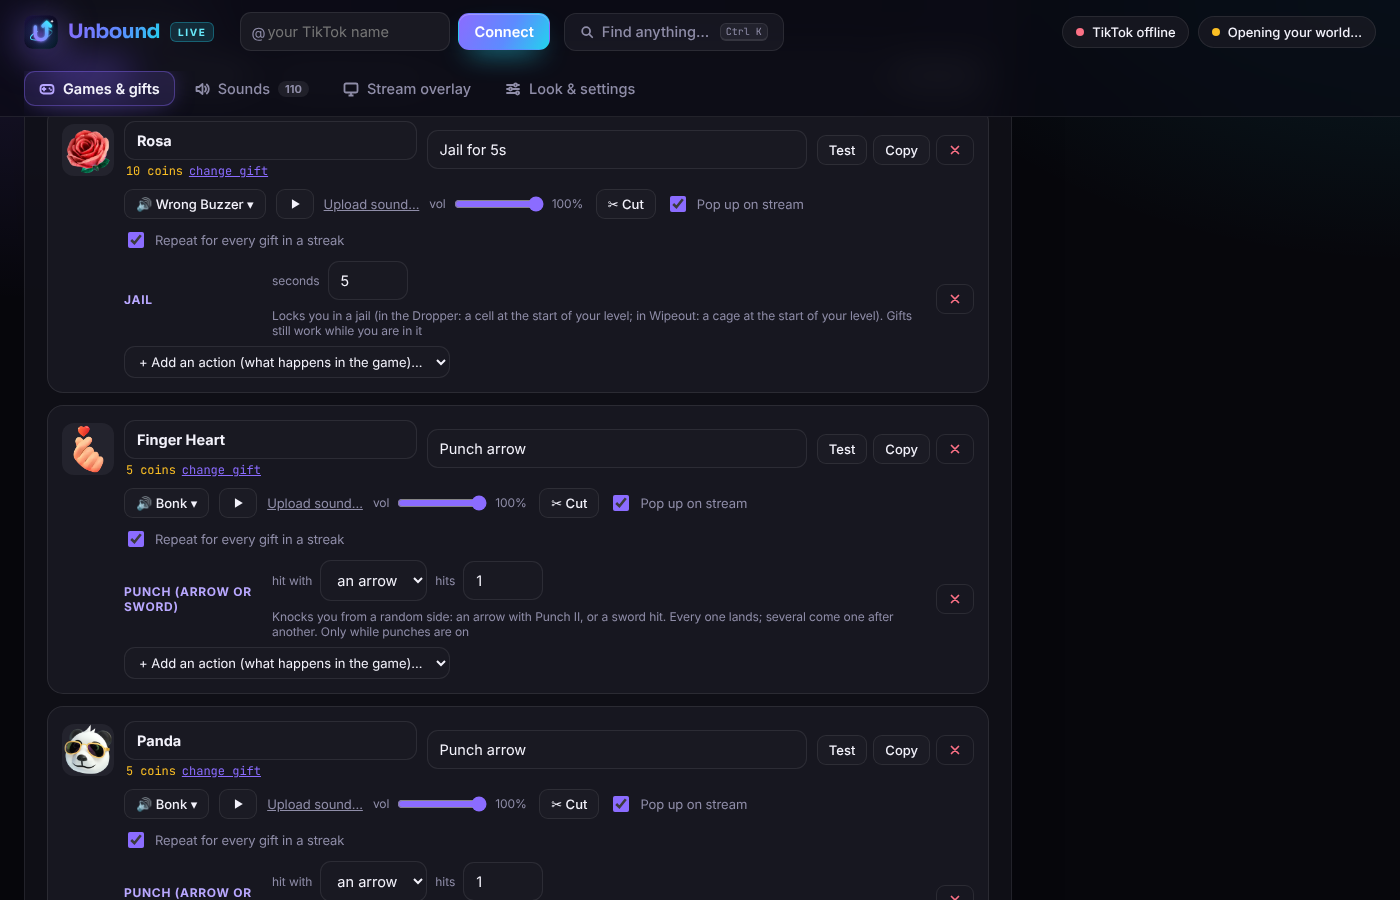 Unbound LIVE @your TikTok name Connect Find anything... Ctrl K TikTok offline Opening your world...
Games & gifts Sounds 110 Stream overlay Look & settings
Rosa Jail for 5s Test Copy ✕
10 coins change gift
🔊 Wrong Buzzer ▾ ▶ Upload sound... vol 100% ✂ Cut Pop up on stream
Repeat for every gift in a streak
seconds 5
JAIL ✕
Locks you in a jail (in the Dropper: a cell at the start of your level; in Wipeout: a cage at the start of your level). Gifts
still work while you are in it
+ Add an action (what happens in the game)...
Finger Heart Punch arrow Test Copy ✕
5 coins change gift
🔊 Bonk ▾ ▶ Upload sound... vol 100% ✂ Cut Pop up on stream
Repeat for every gift in a streak
hit with an arrow hits 1
PUNCH (ARROW OR
SWORD) ✕
Knocks you from a random side: an arrow with Punch II, or a sword hit. Every one lands; several come one after
another. Only while punches are on
+ Add an action (what happens in the game)...
Panda Punch arrow Test Copy ✕
5 coins change gift
🔊 Bonk ▾ ▶ Upload sound... vol 100% ✂ Cut Pop up on stream
Repeat for every gift in a streak
hit with an arrow hits 1
PUNCH (ARROW OR